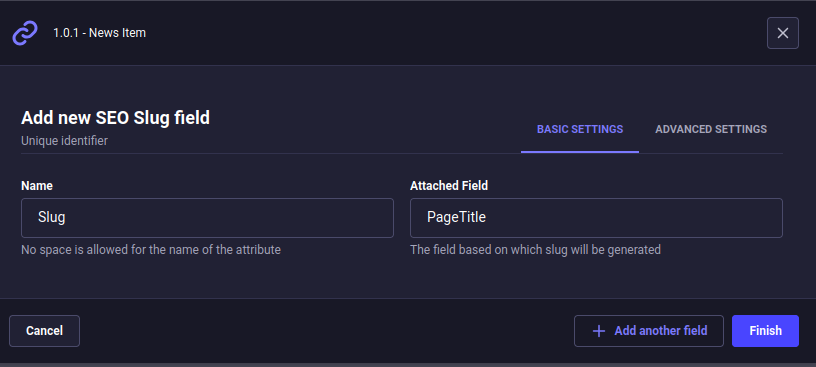 1.0.1 - News Item
Add new SEO Slug field
Unique identifier
BASIC SETTINGS
ADVANCED SETTINGS
Name
Attached Field
Slug
PageTitle
No space is allowed for the name of the attribute
The field based on which slug will be generated
Cancel
Add another field
Finish